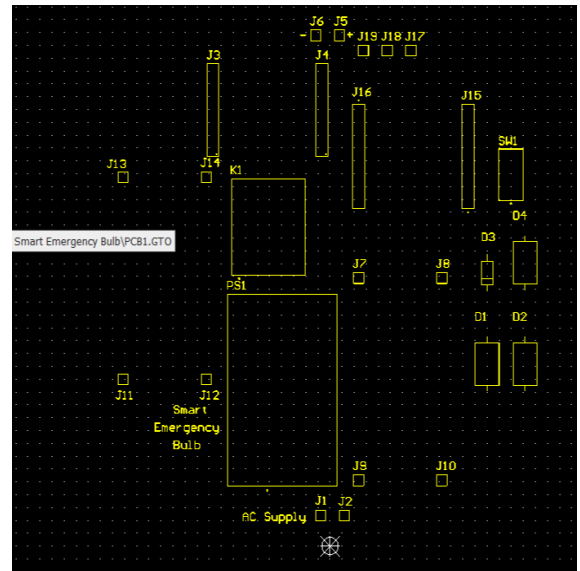 J6 J5
- + J19 J18 J17
J3 J4
J16 J15
SW1
J13 J14
K1
D4
Smart Emergency Bulb\PCB1.GTO
D3
J7 J8
PS1
D1 D2
J11 J12
Smart
Emergency
Bulb
J9 J10
J1 J2
AC Supply